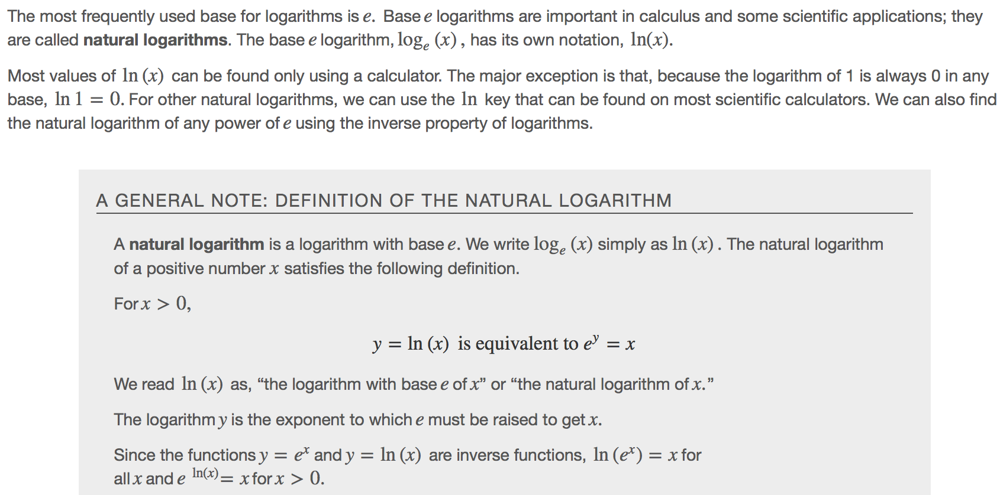 The most frequently used base for logarithms is e. Base e logarithms are important in calculus and some scientific applications; they
are called natural logarithms. The base e logarithm, logₑ (x) , has its own notation, ln(x).
Most values of ln (x) can be found only using a calculator. The major exception is that, because the logarithm of 1 is always 0 in any
base, ln 1 = 0. For other natural logarithms, we can use the ln key that can be found on most scientific calculators. We can also find
the natural logarithm of any power of e using the inverse property of logarithms.
A GENERAL NOTE: DEFINITION OF THE NATURAL LOGARITHM
A natural logarithm is a logarithm with base e. We write logₑ (x) simply as ln (x) . The natural logarithm
of a positive number x satisfies the following definition.
For x > 0,
y = ln (x) is equivalent to e^y = x
We read ln (x) as, “the logarithm with base e of x” or “the natural logarithm of x.”
The logarithm y is the exponent to which e must be raised to get x.
Since the functions y = e^x and y = ln (x) are inverse functions, ln (e^x) = x for
all x and e ^ln(x) = x for x > 0.